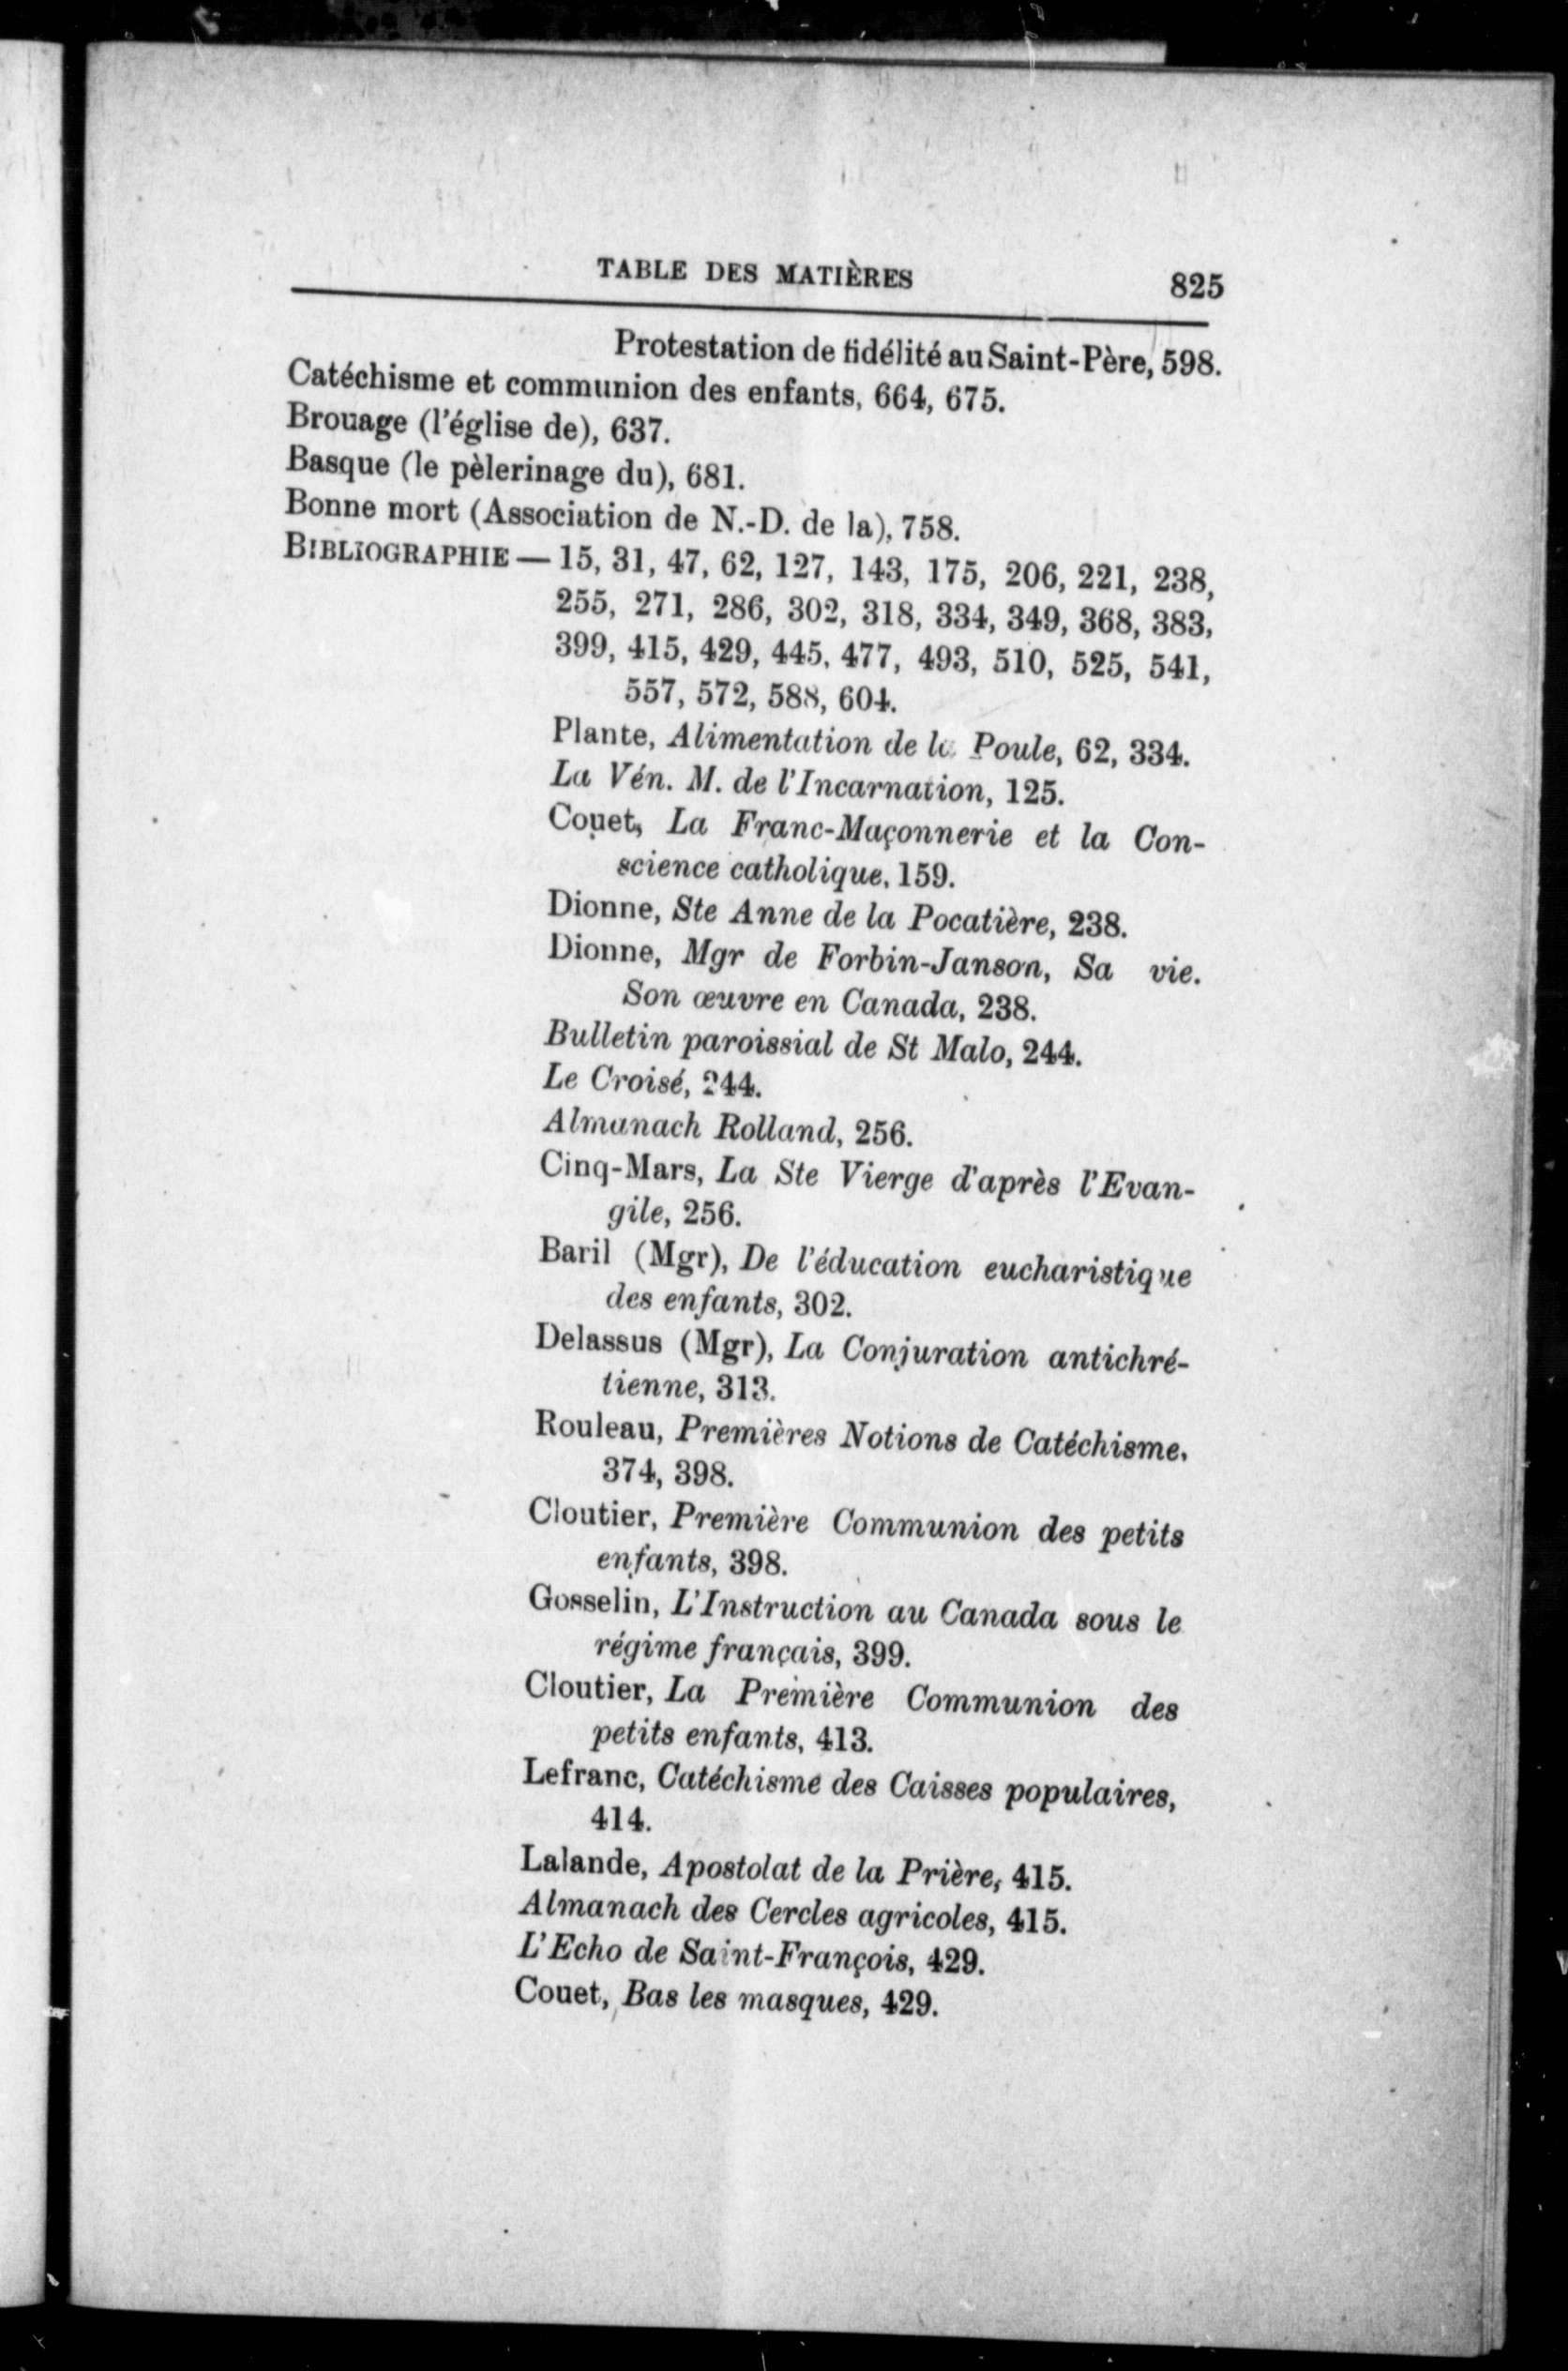 TABLE DES MATIÈRES 825
Protestation de fidélité au Saint-Père, 598.
Catéchisme et communion des enfants, 664, 675.
Brouage (l'église de), 637.
Basque (le pèlerinage du), 681.
Bonne mort (Association de N.-D. de la), 758.
BIBLIOGRAPHIE — 15, 31, 47, 62, 127, 143, 175, 206, 221, 238,
255, 271, 286, 302, 318, 334, 349, 368, 383,
399, 415, 429, 445, 477, 493, 510, 525, 541,
557, 572, 588, 604.
Plante, Alimentation de la Poule, 62, 334.
La Vén. M. de l'Incarnation, 125.
Couet, La Franc-Maçonnerie et la Con-
science catholique, 159.
Dionne, Ste Anne de la Pocatière, 238.
Dionne, Mgr de Forbin-Janson, Sa vie.
Son œuvre en Canada, 238.
Bulletin paroissial de St Malo, 244.
Le Croisé, 244.
Almanach Rolland, 256.
Cinq-Mars, La Ste Vierge d'après l'Evan-
gile, 256.
Baril (Mgr), De l'éducation eucharistique
des enfants, 302.
Delassus (Mgr), La Conjuration antichré-
tienne, 313.
Rouleau, Premières Notions de Catéchisme,
374, 398.
Cloutier, Première Communion des petits
enfants, 398.
Gosselin, L'Instruction au Canada sous le
régime français, 399.
Cloutier, La Première Communion des
petits enfants, 413.
Lefranc, Catéchisme des Caisses populaires,
414.
Lalande, Apostolat de la Prière, 415.
Almanach des Cercles agricoles, 415.
L'Echo de Saint-François, 429.
Couet, Bas les masques, 429.